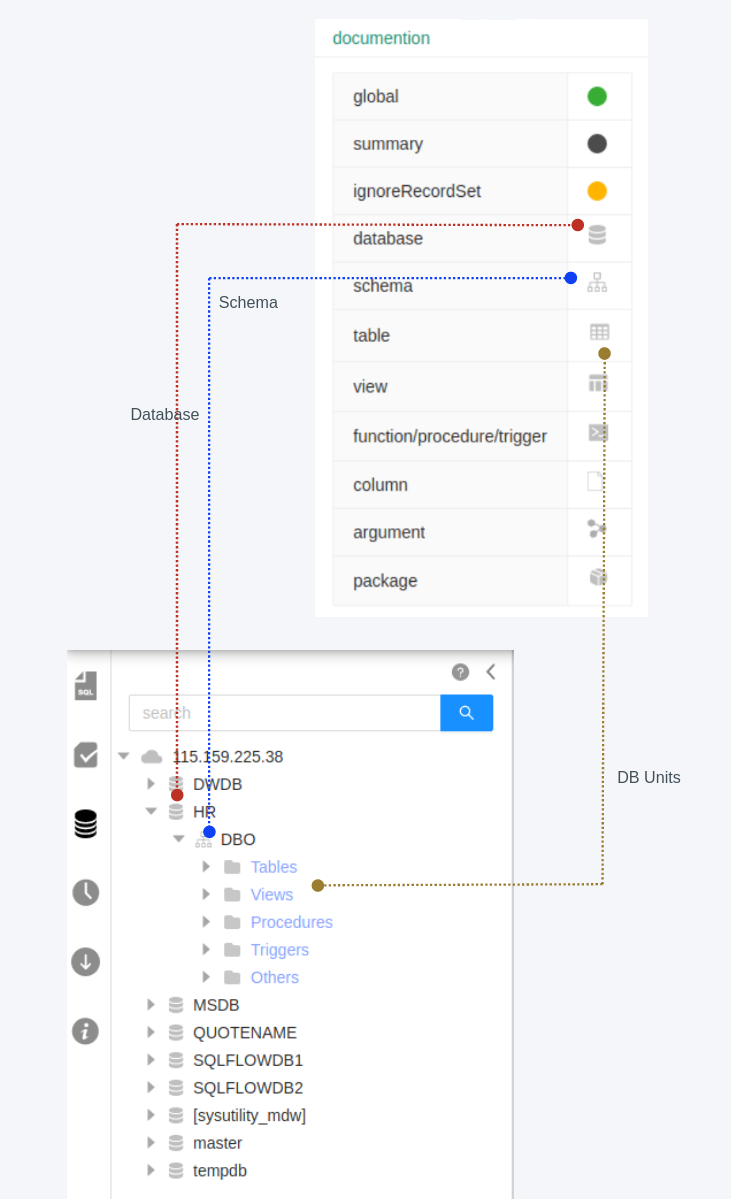 documention
global
summary
ignoreRecordSet
database
schema
Schema
table
view
Database
function/procedure/trigger
column
argument
package
SQL
search
115.159.225.38
DWDB
DB Units
HR
DBO
Tables
Views
Procedures
Triggers
Others
MSDB
QUOTENAME
SQLFLOWDB1
SQLFLOWDB2
[sysutility_mdw]
master
tempdb